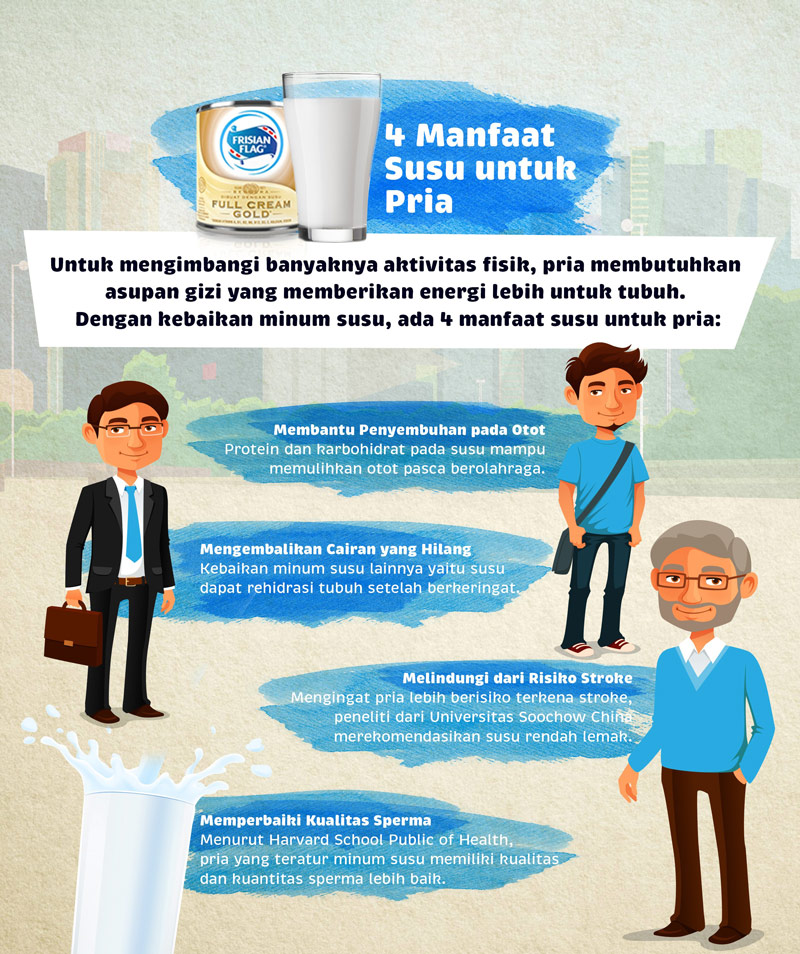 FRISIAN
FLAG
FULL CREAM
GOLD
4 Manfaat
Susu untuk
Pria
Untuk mengimbangi banyaknya aktivitas fisik, pria membutuhkan
asupan gizi yang memberikan energi lebih untuk tubuh.
Dengan kebaikan minum susu, ada 4 manfaat susu untuk pria:
Membantu Penyembuhan pada Otot
Protein dan karbohidrat pada susu mampu
memulihkan otot pasca berolahraga.
Mengembalikan Cairan yang Hilang
Kebaikan minum susu lainnya yaitu susu
dapat rehidrasi tubuh setelah berkeringat.
Melindungi dari Risiko Stroke
Mengingat pria lebih berisiko terkena stroke,
peneliti dari Universitas Soochow China
merekomendasikan susu rendah lemak.
Memperbaiki Kualitas Sperma
Menurut Harvard School Public of Health,
pria yang teratur minum susu memiliki kualitas
dan kuantitas sperma lebih baik.